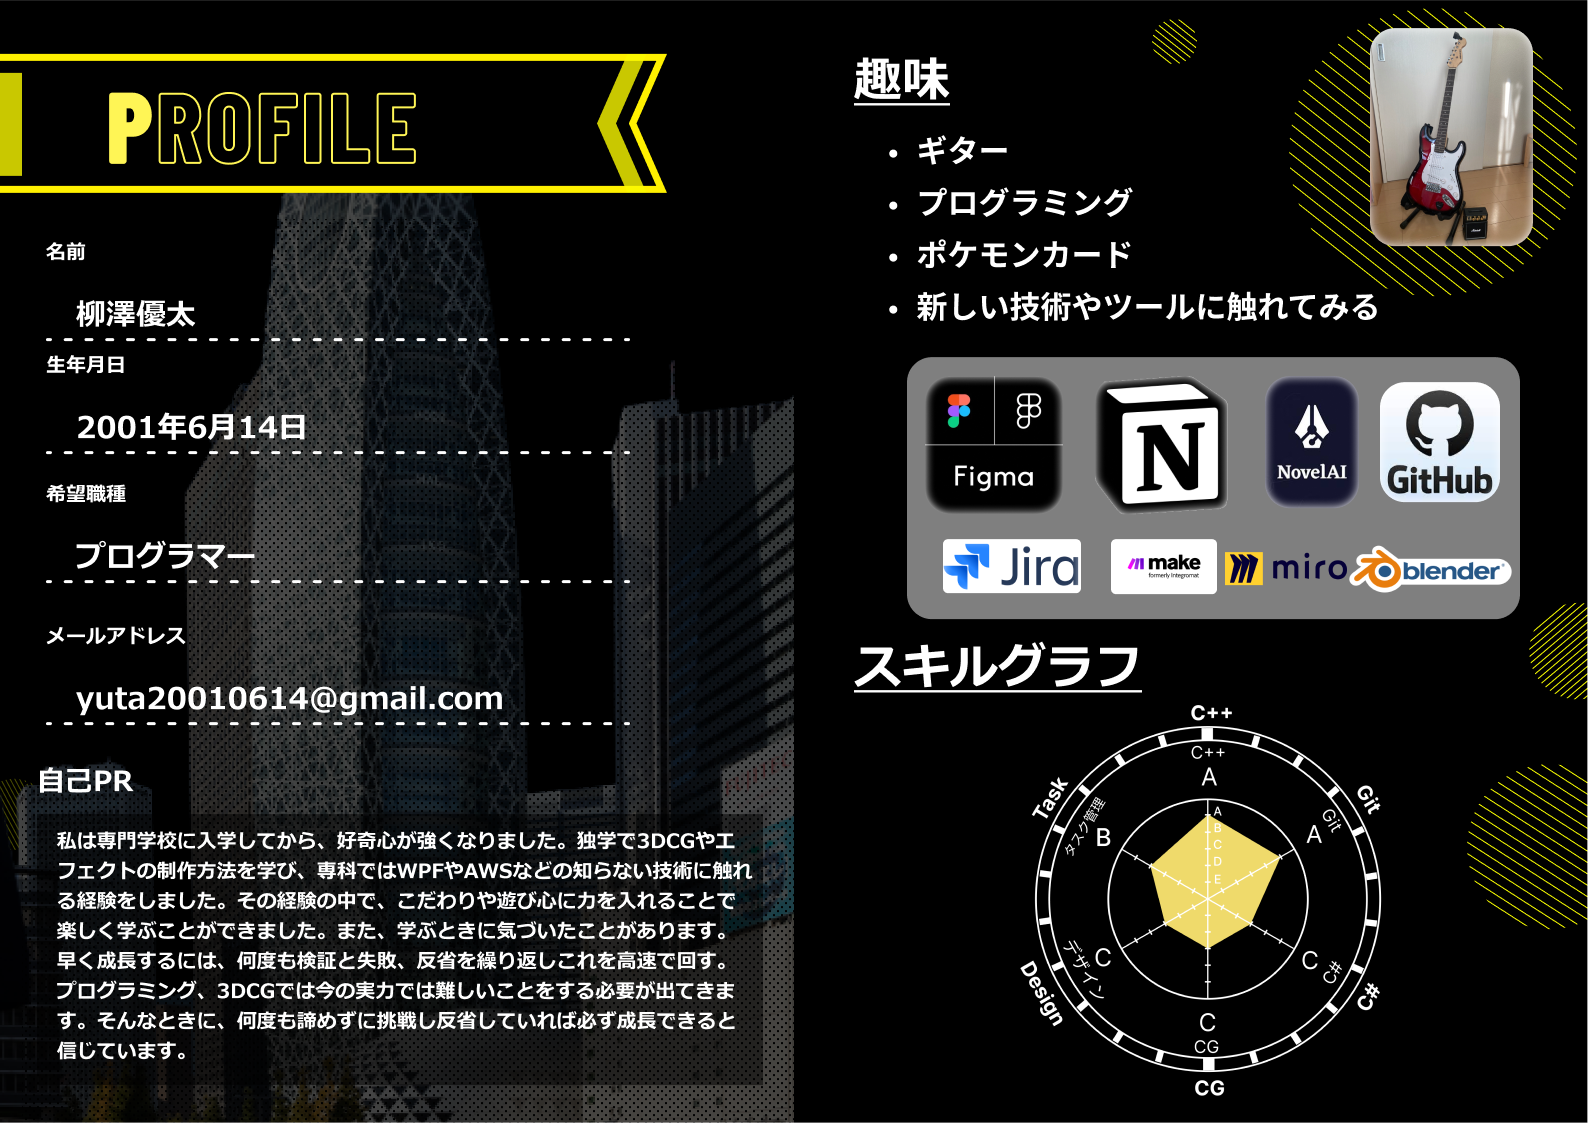 PROFILE
名前
柳澤優太
生年月日
2001年6月14日
希望職種
プログラマー
メールアドレス
yuta20010614@gmail.com
自己PR
私は専門学校に入学してから、好奇心が強くなりました。独学で3DCGやエ
フェクトの制作方法を学び、専科ではWPFやAWSなどの知らない技術に触れ
る経験をしました。その経験の中で、こだわりや遊び心に力を入れることで
楽しく学ぶことができました。また、学ぶときに気づいたことがあります。
早く成長するには、何度も検証と失敗、反省を繰り返しこれを高速で回す。
プログラミング、3DCGでは今の実力では難しいことをする必要が出てきま
す。そんなときに、何度も諦めずに挑戦し反省していれば必ず成長できると
信じています。
趣味
• ギター
• プログラミング
• ポケモンカード
• 新しい技術やツールに触れてみる
Figma
N
NovelAI
GitHub
Jira
make
formerly Integromat
miro
blender
スキルグラフ
C++
C++
A
Task
タスク管理
B
Git
Git
A
A
B
C
D
E
Design
デザイン
C
C
C#
C#
C
CG
CG